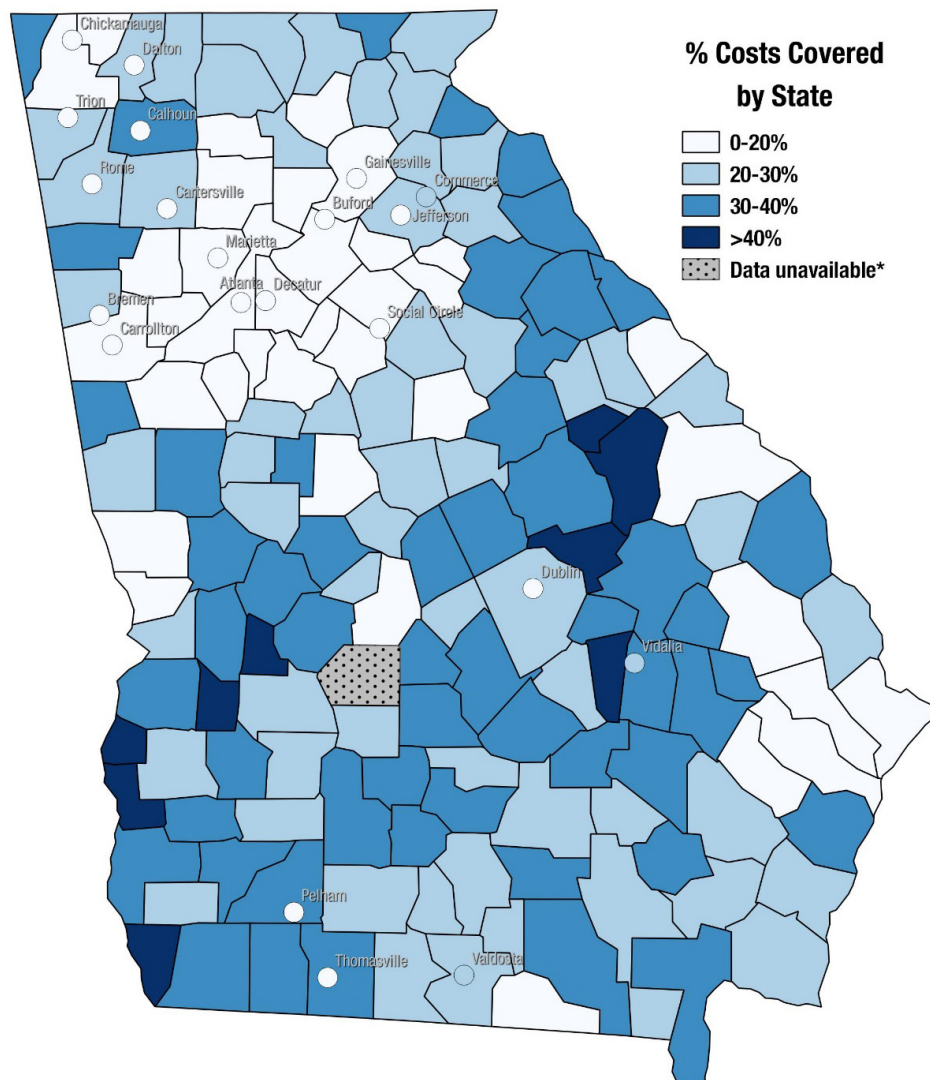 % Costs Covered
by State
0-20%
20-30%
30-40%
>40%
Data unavailable*
Chickamauga
Dalton
Trion
Calhoun
Rome
Cartersville
Gainesville
Commerce
Buford
Jefferson
Marietta
Atlanta
Decatur
Bremen
Carrollton
Social Circle
Dublin
Vidalia
Pelham
Thomasville
Valdosta